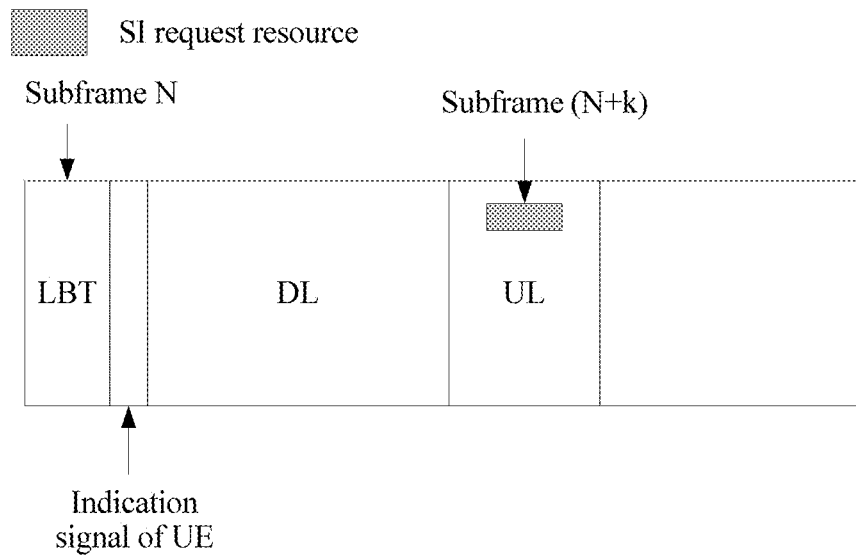 SI request resource
Subframe N
Subframe (N+k)
LBT
DL
UL
Indication
signal of UE